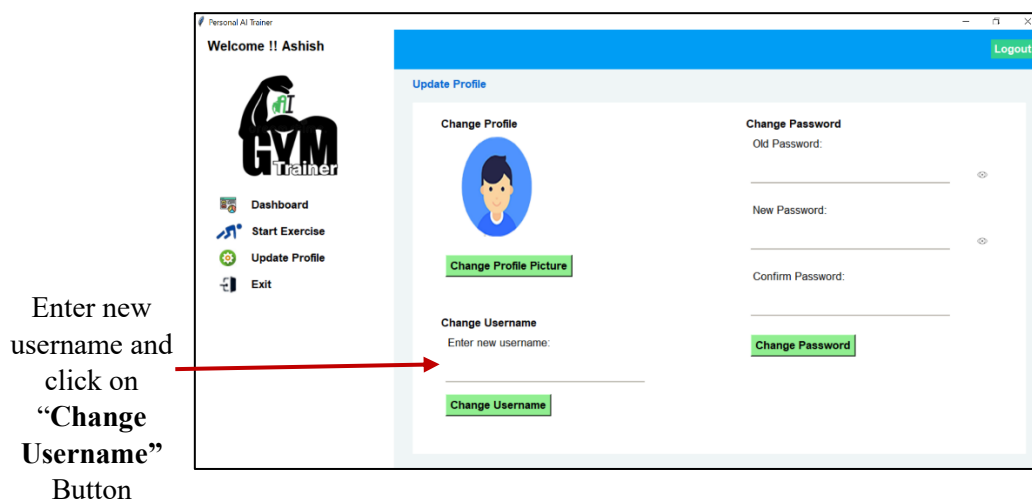 Personal AI Trainer
Welcome !! Ashish
Logout
AI
GYM
Trainer
Dashboard
Start Exercise
Update Profile
Exit
Update Profile
Change Profile
Change Profile Picture
Change Username
Enter new username:
Change Username
Change Password
Old Password:
New Password:
Confirm Password:
Change Password
Enter new
username and
click on
“Change
Username”
Button